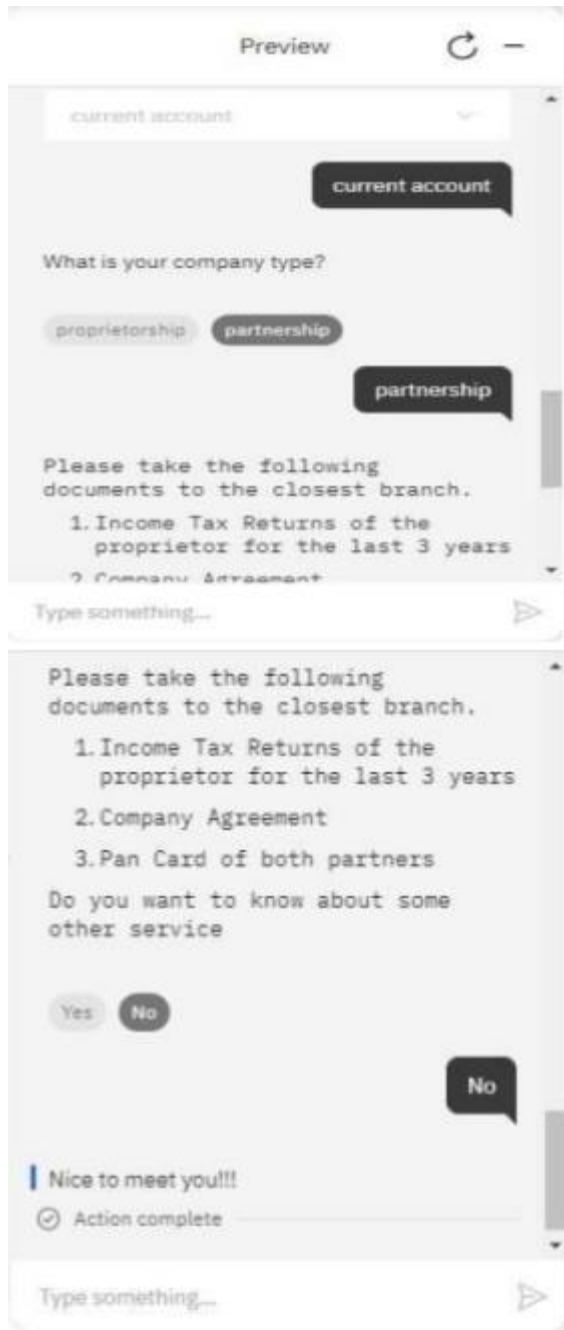 Preview
current account
current account
What is your company type?
proprietorship partnership
partnership
Please take the following
documents to the closest branch.
1. Income Tax Returns of the
proprietor for the last 3 years
2. Company Agreement
Type something...
Please take the following
documents to the closest branch.
1. Income Tax Returns of the
proprietor for the last 3 years
2. Company Agreement
3. Pan Card of both partners
Do you want to know about some
other service
Yes No
No
Nice to meet you!!!
Action complete
Type something...